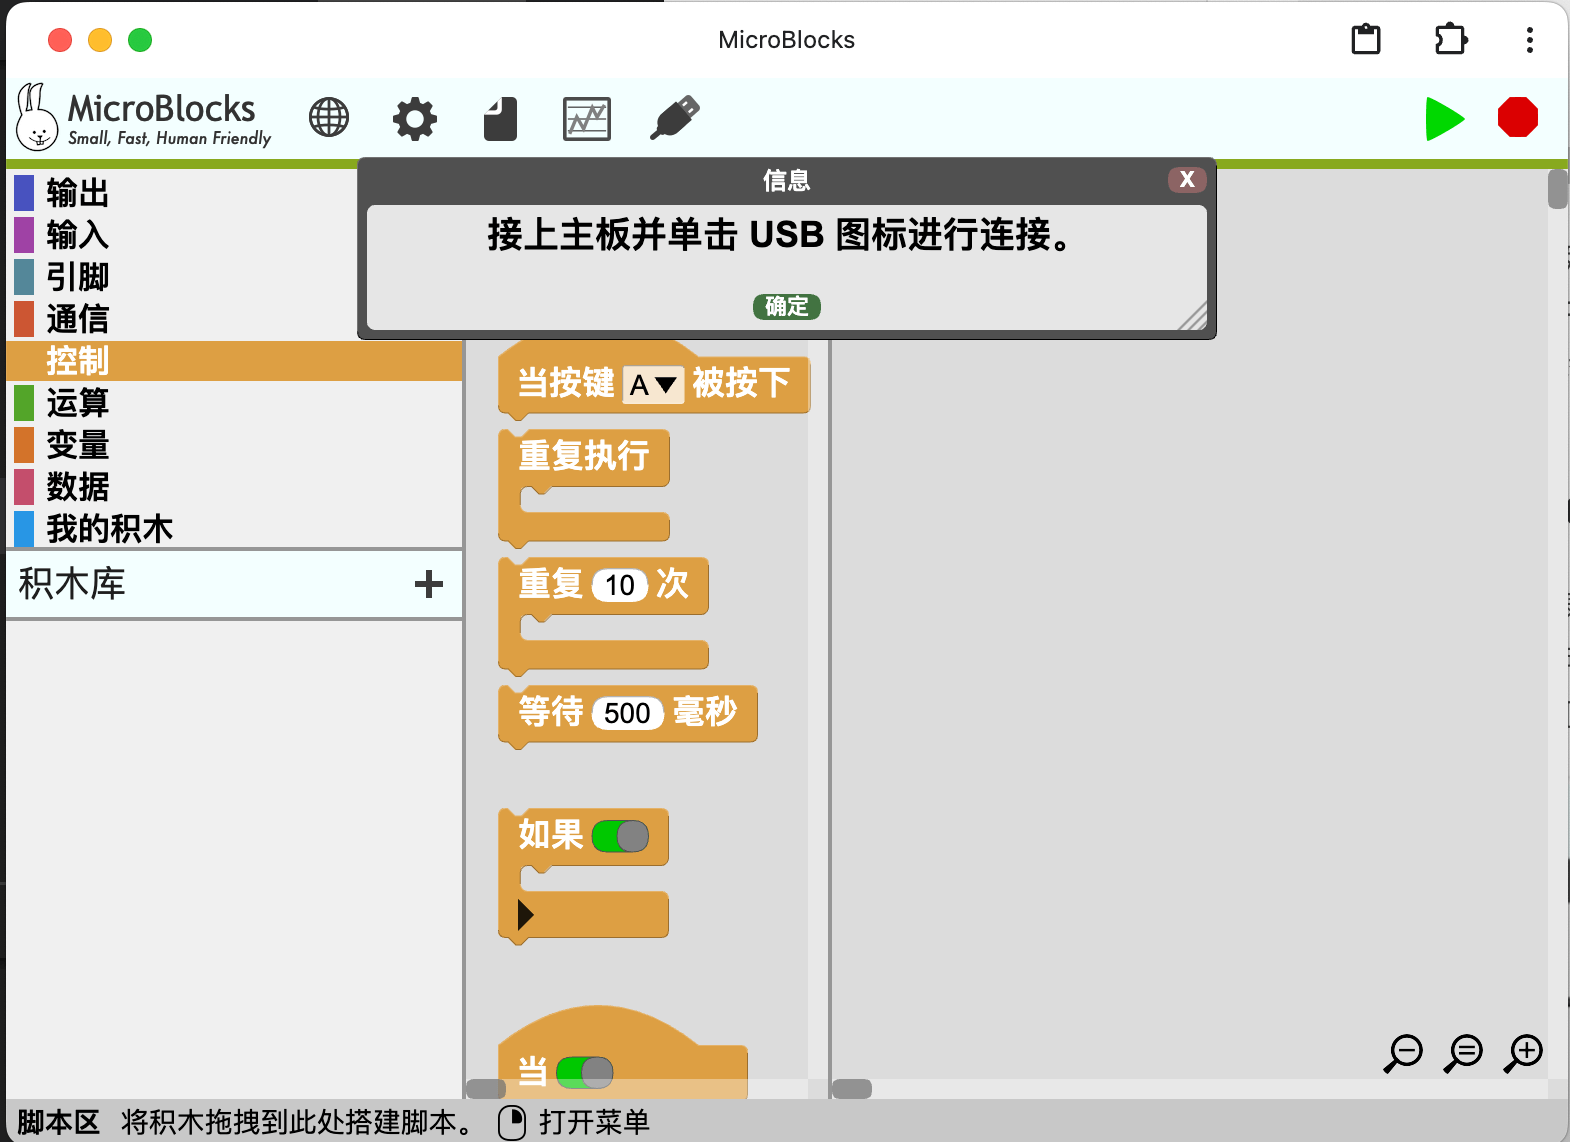 MicroBlocks
MicroBlocks
Small, Fast, Human Friendly
信息
X
接上主板并单击 USB 图标进行连接。
确定
输出
输入
引脚
通信
控制
运算
变量
数据
我的积木
积木库
当按键 A 被按下
重复执行
重复 10 次
等待 500 毫秒
如果
当
脚本区 将积木拖拽到此处搭建脚本。 打开菜单